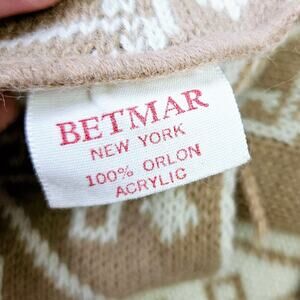 BETMAR
NEW YORK
100% ORLON
ACRYLIC